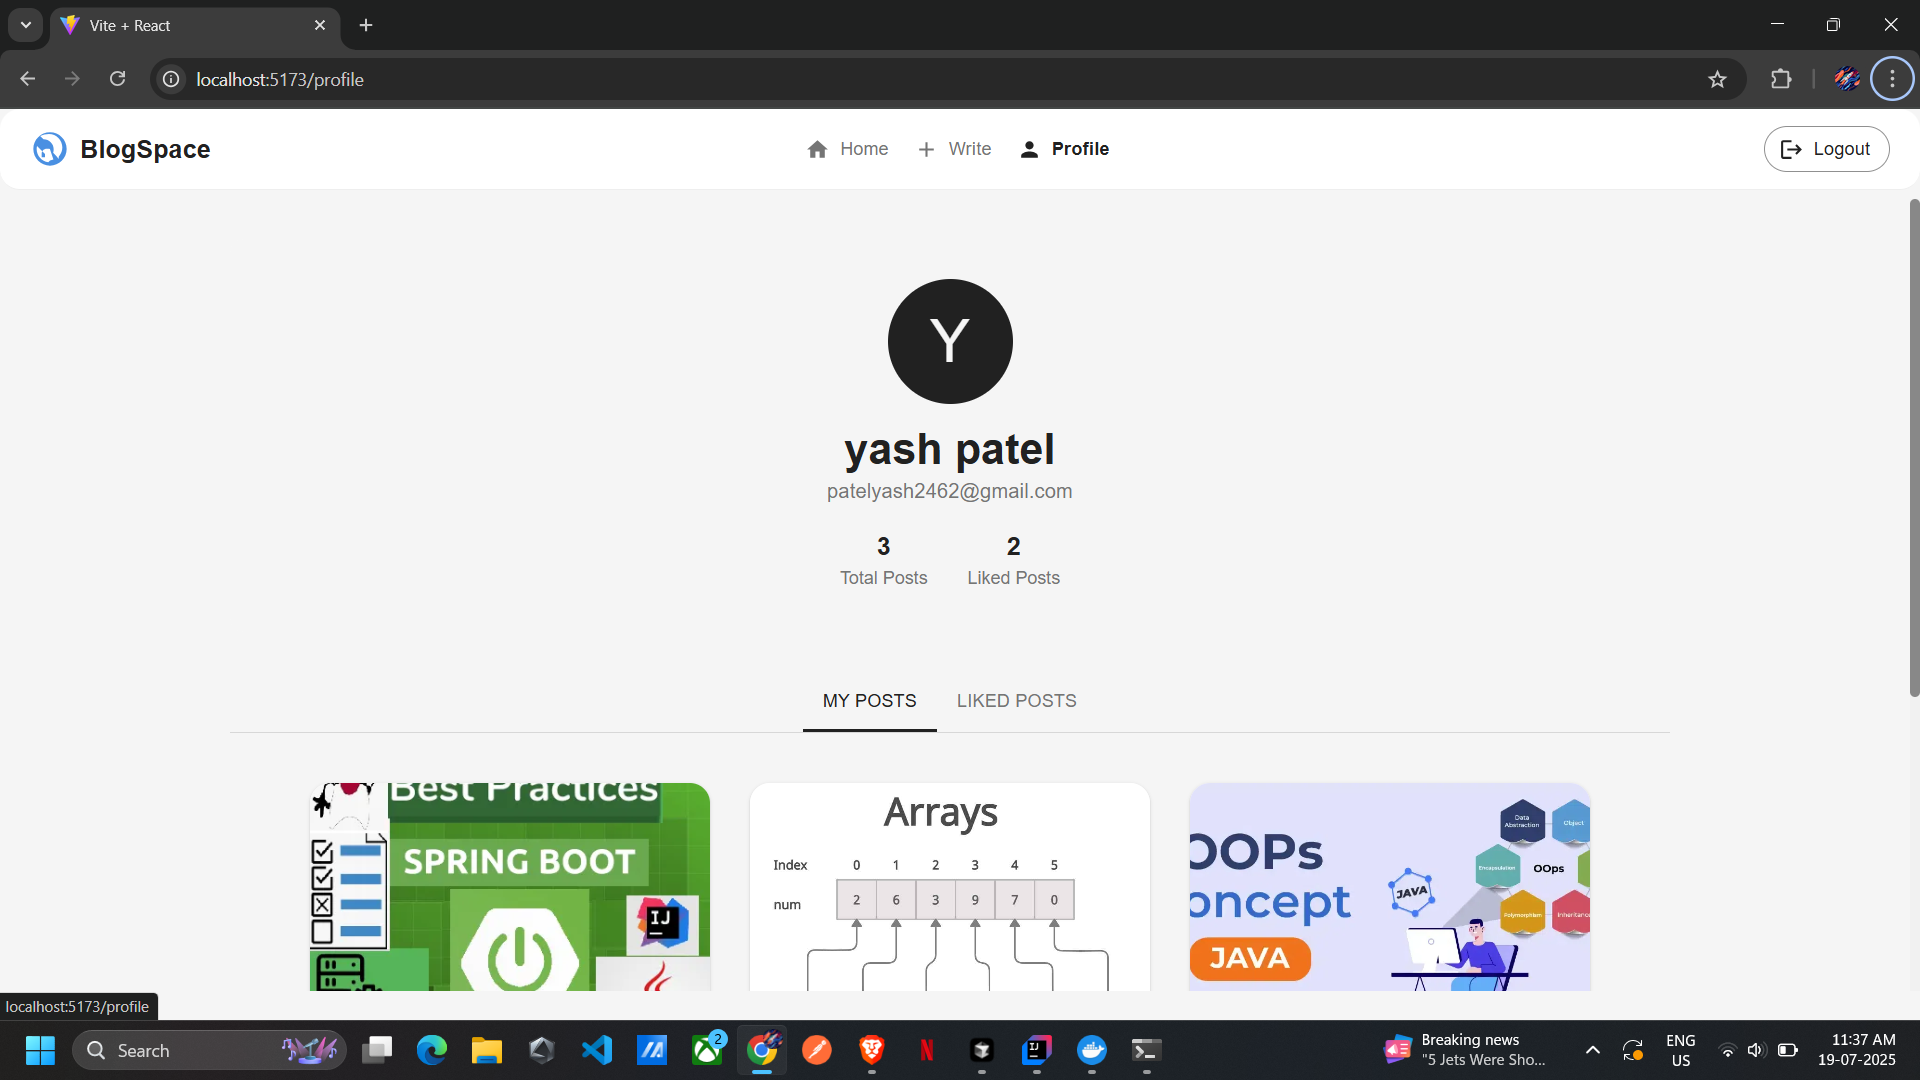 Vite + React
localhost:5173/profile
BlogSpace
Home
Write
Profile
Logout
Y
yash patel
patelyash2462@gmail.com
3
2
Total Posts
Liked Posts
MY POSTS
LIKED POSTS
Best Practices
SPRING BOOT
IJ
Arrays
Index 0 1 2 3 4 5
num 2 6 3 9 7 0
OOPs
oncept
JAVA
JAVA
Data
Abstraction
Object
Encapsulation
OOps
Polymorphism
Inheritanc
localhost:5173/profile
Search
2
IJ
Breaking news
"5 Jets Were Sho...
ENG
US
11:37 AM
19-07-2025